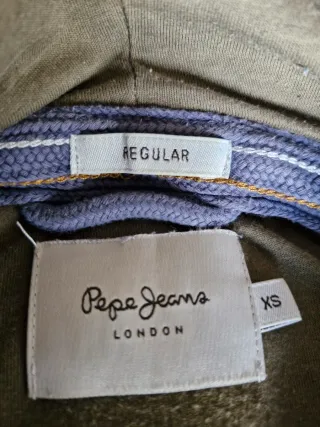 REGULAR
Pepe Jeans
LONDON
XS